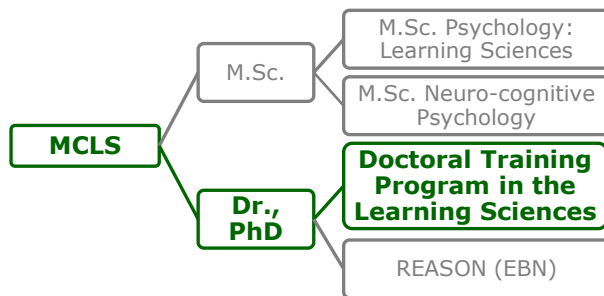 M.Sc. Psychology:
Learning Sciences
M.Sc.
M.Sc. Neuro-cognitive
Psychology
MCLS
Doctoral Training
Program in the
Learning Sciences
Dr.,
PhD
REASON (EBN)